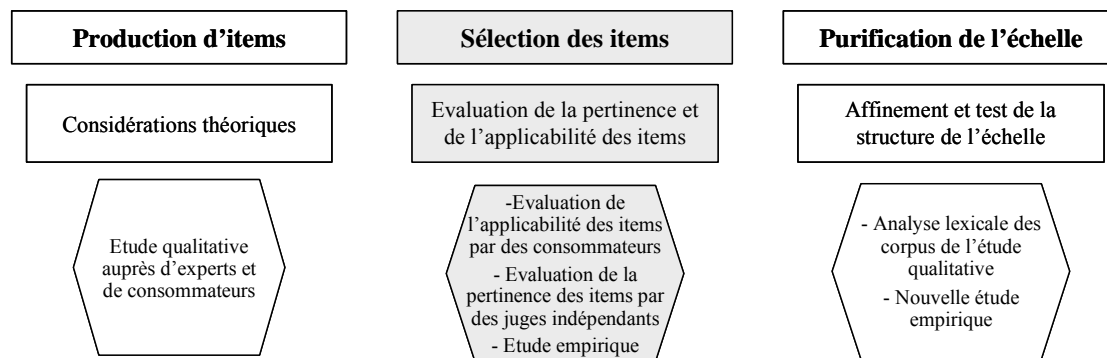 Production d’items
Considérations théoriques
Etude qualitative
auprès d’experts et
de consommateurs
Sélection des items
Evaluation de la pertinence et
de l’applicabilité des items
-Evaluation de
l’applicabilité des items
par des consommateurs
- Evaluation de la
pertinence des items par
des juges indépendants
- Etude empirique
Purification de l’échelle
Affinement et test de la
structure de l’échelle
- Analyse lexicale des
corpus de l’étude
qualitative
- Nouvelle étude
empirique